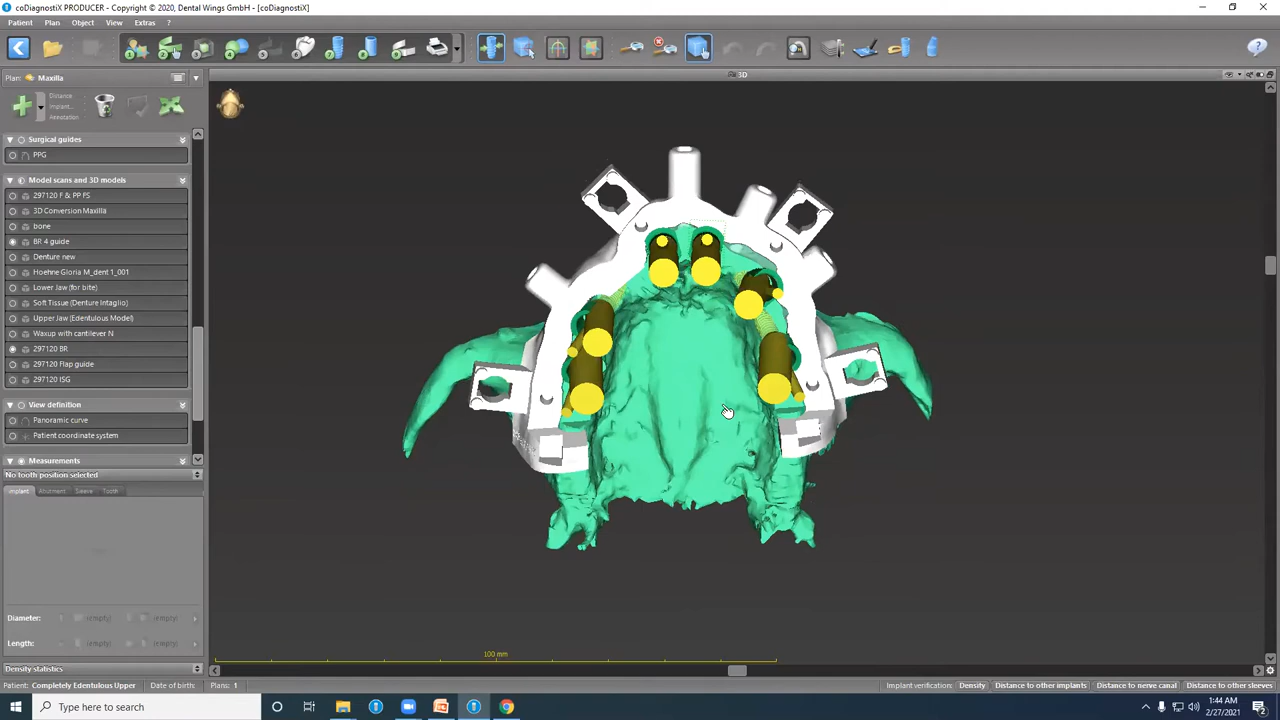 coDiagnostiX PRODUCER - Copyright © 2020, Dental Wings GmbH - [coDiagnostiX]
Patient Plan Object View Extras ?
Plan: Maxilla
3D
Distance
Implant...
Annotation
Surgical guides
PPG
Model scans and 3D models
297120 F & PP FS
3D Conversion Maxilla
bone
BR 4 guide
Denture new
Hoehne Gloria M_dent 1_001
Lower Jaw (for bite)
Soft Tissue (Denture Intaglio)
Upper Jaw (Edentulous Model)
Waxup with cantilever N
297120 BR
297120 Flap guide
297120 ISG
View definition
Panoramic curve
Patient coordinate system
Measurements
No tooth position selected
Implant Abutment Sleeve Tooth
Diameter: (empty) (empty)
Length: (empty) (empty)
Density statistics
100 mm
Patient: Completely Edentulous Upper Date of birth: Plans: 1 Implant verification: Density Distance to other implants Distance to nerve canal Distance to other sleeves
Type here to search
1:44 AM
2/27/2021